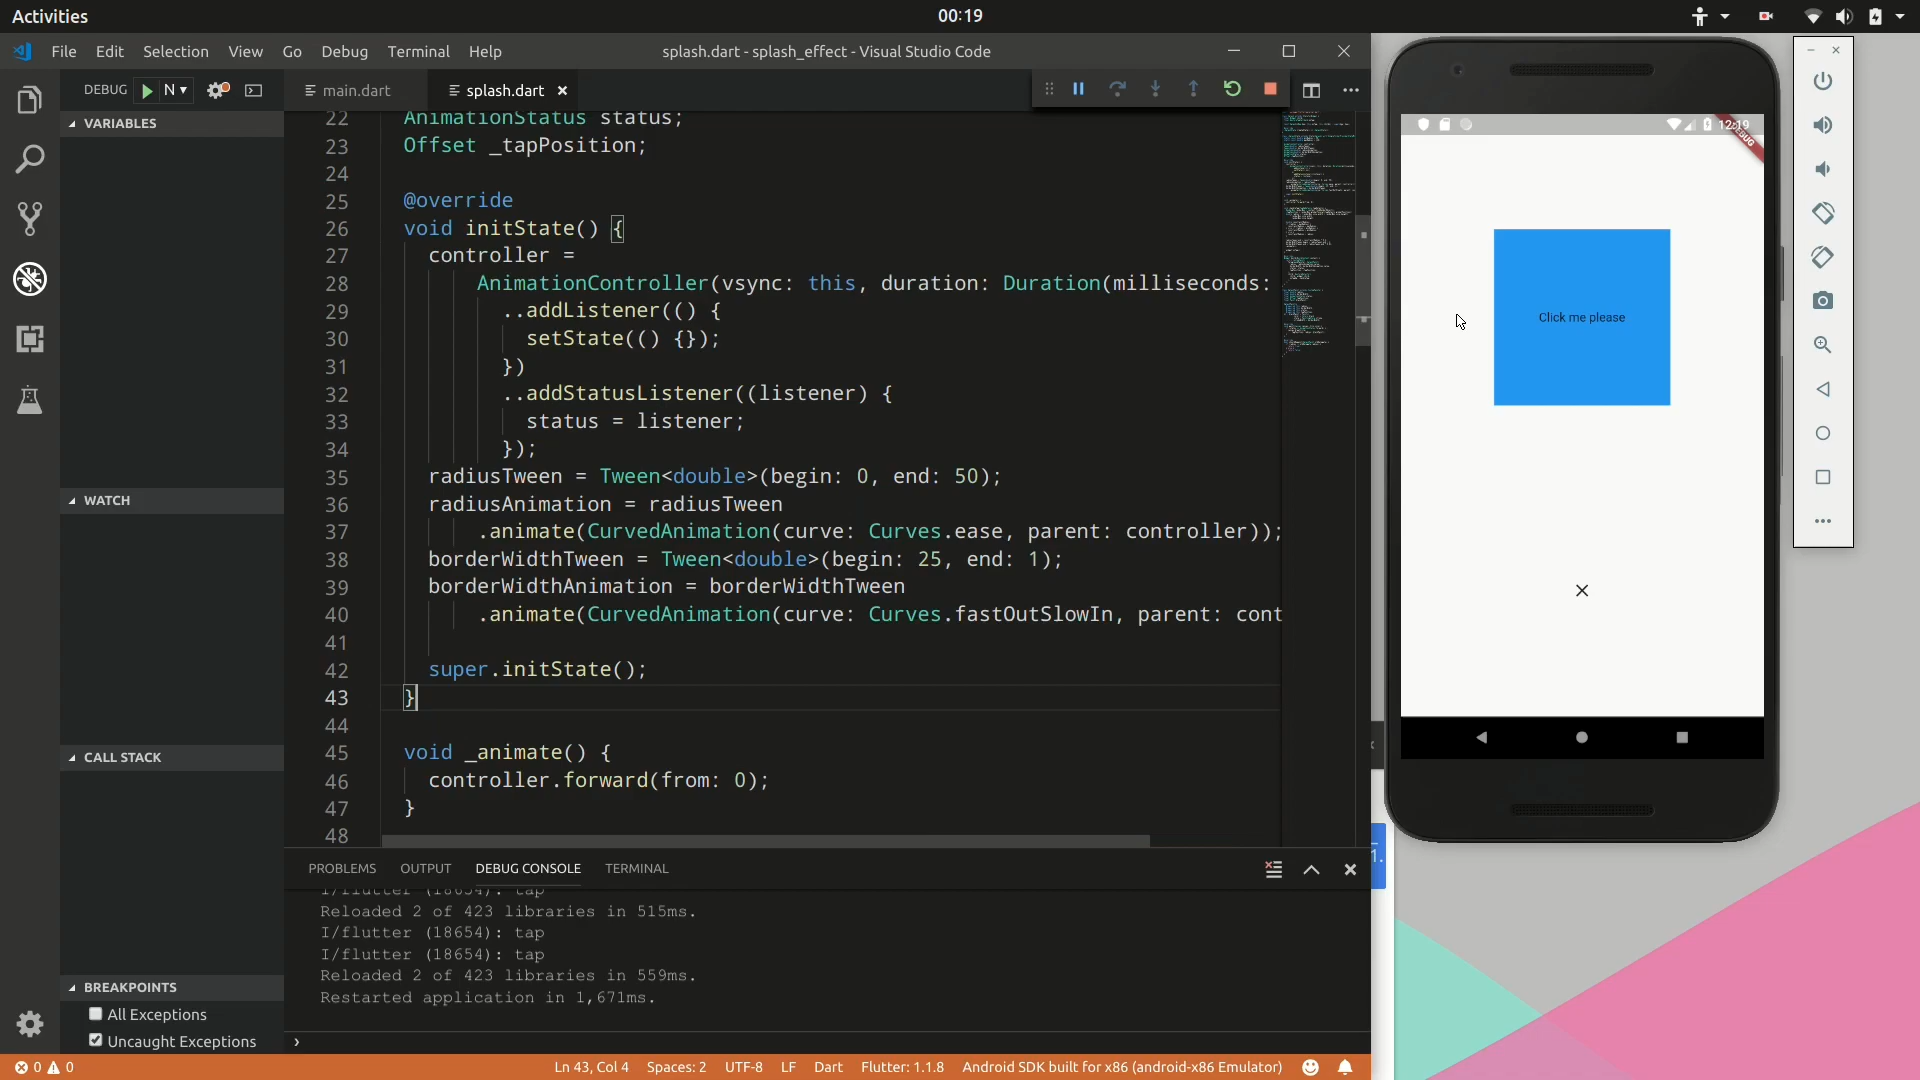 Activities
00:19
File Edit Selection View Go Debug Terminal Help
splash.dart - splash_effect - Visual Studio Code
DEBUG N
main.dart
splash.dart
VARIABLES
WATCH
CALL STACK
BREAKPOINTS
All Exceptions
Uncaught Exceptions
22 AnimationStatus status;
23 Offset _tapPosition;
24
25 @override
26 void initState() {
27 controller =
28 AnimationController(vsync: this, duration: Duration(milliseconds:
29 ..addListener(() {
30 setState(() {});
31 })
32 ..addStatusListener((listener) {
33 status = listener;
34 });
35 radiusTween = Tween<double>(begin: 0, end: 50);
36 radiusAnimation = radiusTween
37 .animate(CurvedAnimation(curve: Curves.ease, parent: controller));
38 borderWidthTween = Tween<double>(begin: 25, end: 1);
39 borderWidthAnimation = borderWidthTween
40 .animate(CurvedAnimation(curve: Curves.fastOutSlowIn, parent: cont
41
42 super.initState();
43 }
44
45 void _animate() {
46 controller.forward(from: 0);
47 }
48
PROBLEMS OUTPUT DEBUG CONSOLE TERMINAL
I/flutter (18654): tap
Reloaded 2 of 423 libraries in 515ms.
I/flutter (18654): tap
I/flutter (18654): tap
Reloaded 2 of 423 libraries in 559ms.
Restarted application in 1,671ms.
0 0
Ln 43, Col 4 Spaces: 2 UTF-8 LF Dart Flutter: 1.1.8 Android SDK built for x86 (android-x86 Emulator)
12:19
DEBUG
Click me please
1.